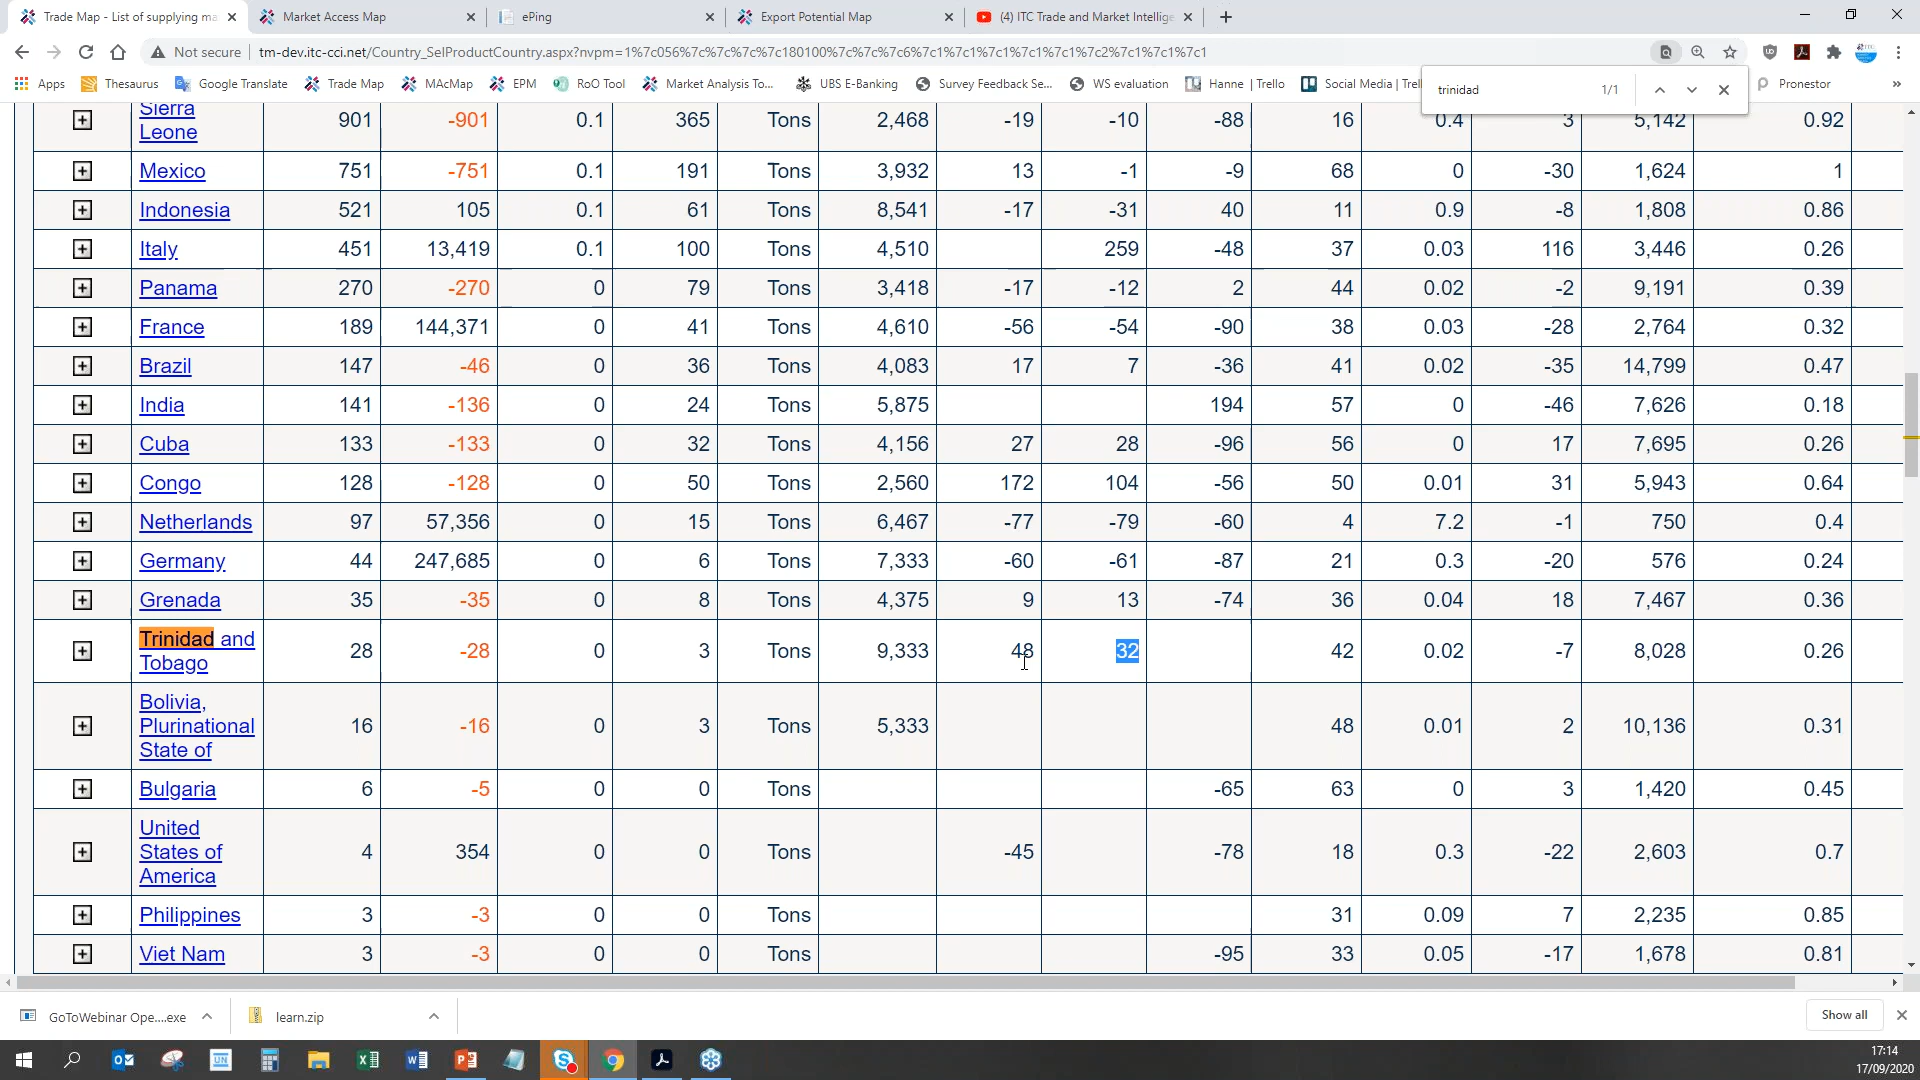 Trade Map - List of supplying ma
Market Access Map
ePing
Export Potential Map
(4) ITC Trade and Market Intellige
Not secure
tm-dev.itc-cci.net/Country_SelProductCountry.aspx?nvpm=1%7c056%7c%7c%7c%7c180100%7c%7c%7c6%7c1%7c1%7c1%7c1%7c1%7c2%7c1%7c1%7c1%7c1
Apps
Thesaurus
Google Translate
Trade Map
MAcMap
EPM
RoO Tool
Market Analysis To...
UBS E-Banking
Survey Feedback Se...
WS evaluation
Hanne | Trello
Social Media | Trell
Pronestor
»
trinidad 1/1
Sierra
Leone
901 -901 0.1 365 Tons 2,468 -19 -10 -88 16 0.4 3 5,142 0.92
Mexico 751 -751 0.1 191 Tons 3,932 13 -1 -9 68 0 -30 1,624 1
Indonesia 521 105 0.1 61 Tons 8,541 -17 -31 40 11 0.9 -8 1,808 0.86
Italy 451 13,419 0.1 100 Tons 4,510 259 -48 37 0.03 116 3,446 0.26
Panama 270 -270 0 79 Tons 3,418 -17 -12 2 44 0.02 -2 9,191 0.39
France 189 144,371 0 41 Tons 4,610 -56 -54 -90 38 0.03 -28 2,764 0.32
Brazil 147 -46 0 36 Tons 4,083 17 7 -36 41 0.02 -35 14,799 0.47
India 141 -136 0 24 Tons 5,875 194 57 0 -46 7,626 0.18
Cuba 133 -133 0 32 Tons 4,156 27 28 -96 56 0 17 7,695 0.26
Congo 128 -128 0 50 Tons 2,560 172 104 -56 50 0.01 31 5,943 0.64
Netherlands 97 57,356 0 15 Tons 6,467 -77 -79 -60 4 7.2 -1 750 0.4
Germany 44 247,685 0 6 Tons 7,333 -60 -61 -87 21 0.3 -20 576 0.24
Grenada 35 -35 0 8 Tons 4,375 9 13 -74 36 0.04 18 7,467 0.36
Trinidad and
Tobago
28 -28 0 3 Tons 9,333 48 32 42 0.02 -7 8,028 0.26
Bolivia,
Plurinational
State of
16 -16 0 3 Tons 5,333 48 0.01 2 10,136 0.31
Bulgaria 6 -5 0 0 Tons -65 63 0 3 1,420 0.45
United
States of
America
4 354 0 0 Tons -45 -78 18 0.3 -22 2,603 0.7
Philippines 3 -3 0 0 Tons 31 0.09 7 2,235 0.85
Viet Nam 3 -3 0 0 Tons -95 33 0.05 -17 1,678 0.81
GoToWebinar Ope....exe
learn.zip
Show all
UN
17:14
17/09/2020